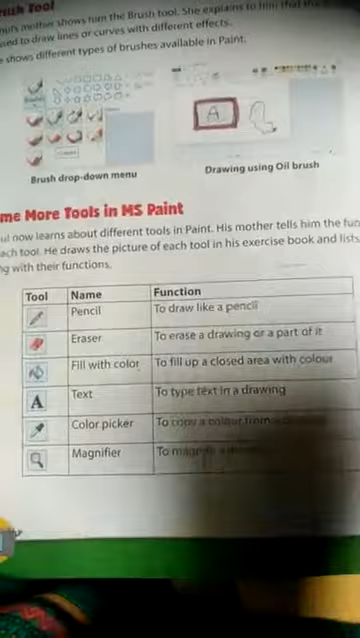 Brush Tool
mother shows him the Brush tool. She explains to him that the
used to draw lines or curves with different effects.
shows different types of brushes available in Paint.
A
Brush drop-down menu
Drawing using Oil brush
me More Tools in MS Paint
ul now learns about different tools in Paint. His mother tells him the fun
ach tool. He draws the picture of each tool in his exercise book and lists
ng with their functions.
Tool Name Function
Pencil To draw like a pencil
Eraser To erase a drawing or a part of it
Fill with color To fill up a closed area with colour
A Text To type text in a drawing
Color picker To copy a colour from a
Magnifier To magnify a